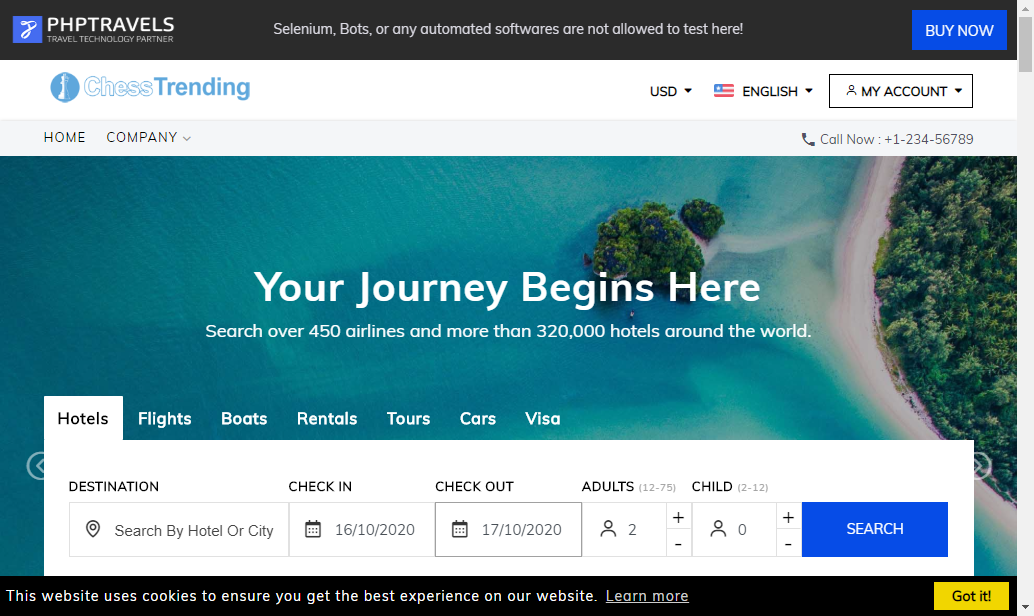 PHPTRAVELS
TRAVEL TECHNOLOGY PARTNER
Selenium, Bots, or any automated softwares are not allowed to test here!
BUY NOW
ChessTrending
USD
ENGLISH
MY ACCOUNT
HOME
COMPANY
Call Now : +1-234-56789
Your Journey Begins Here
Search over 450 airlines and more than 320,000 hotels around the world.
Hotels
Flights
Boats
Rentals
Tours
Cars
Visa
DESTINATION
CHECK IN
CHECK OUT
ADULTS (12-75)
CHILD (2-12)
Search By Hotel Or City
16/10/2020
17/10/2020
2
+
-
0
+
-
SEARCH
This website uses cookies to ensure you get the best experience on our website. Learn more
Got it!